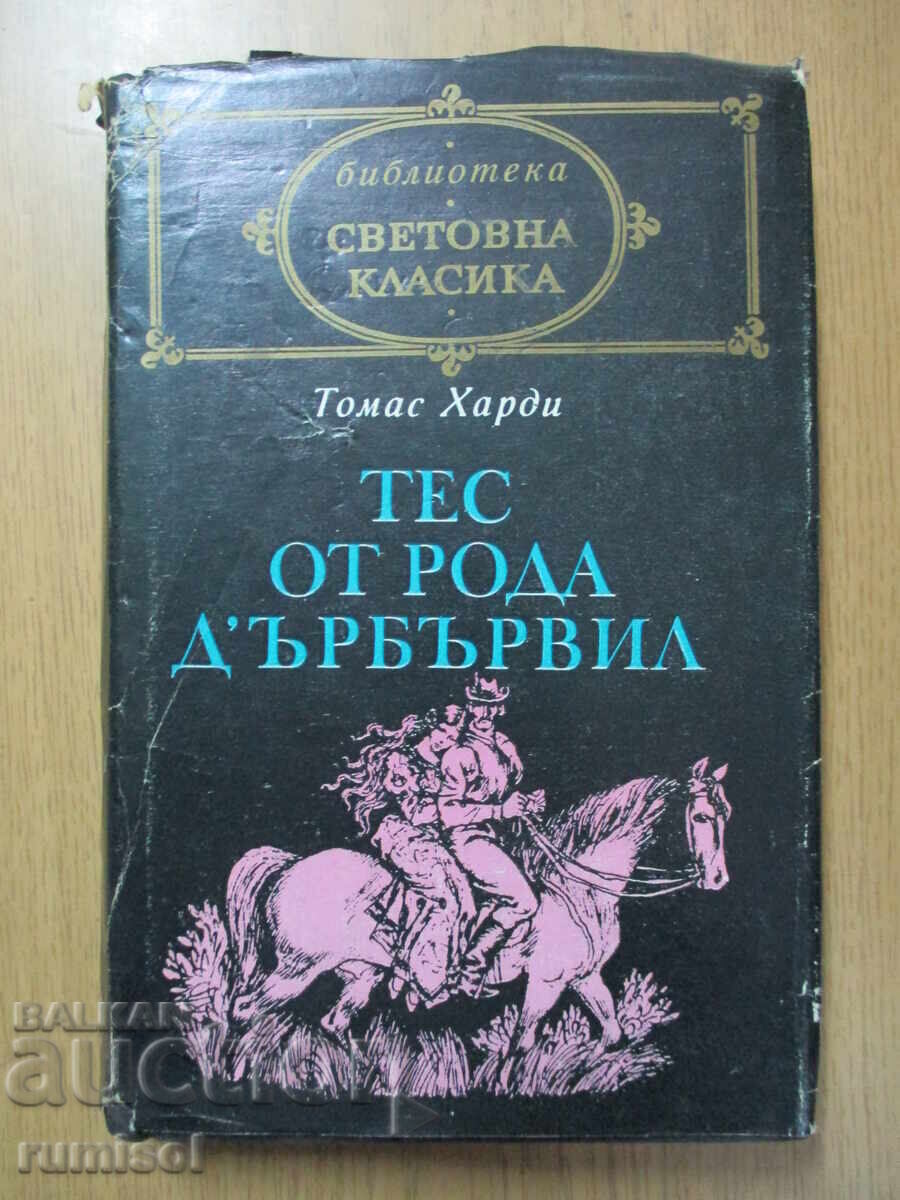 библиотека
СВЕТОВНА
КЛАСИКА
Томас Харди
ТЕС
ОТ РОДА
Д'ЪРБЪРВИЛ
BALKAN
auction
rumisol